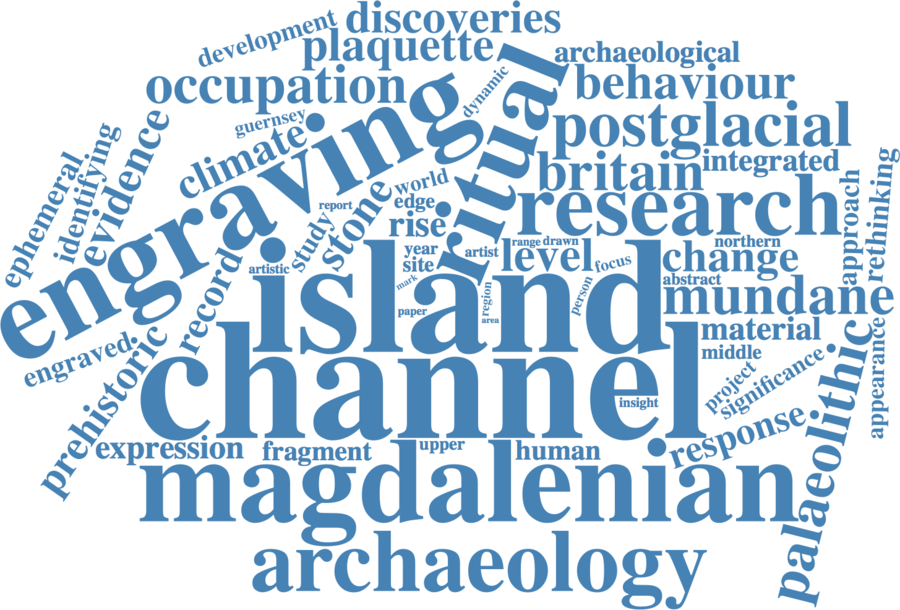 discoveries
development
plaquette
archaeological
occupation
behaviour
dynamic
ritual
engraving
guernsey
climate
postglacial
evidence
identifying
ephemeral
britain
integrated
rethinking
approach
world
edge
stone
report
study
rise
research
record
artistic
year
site
artist
range
drawn
level
focus
northern
change
abstract
mark
paper
region
area
person
island
mundane
material
engraved
prehistoric
channel
insight
middle
project
significance
appearance
palaeolithic
response
expression
fragment
upper
human
magdalenian
archaeology